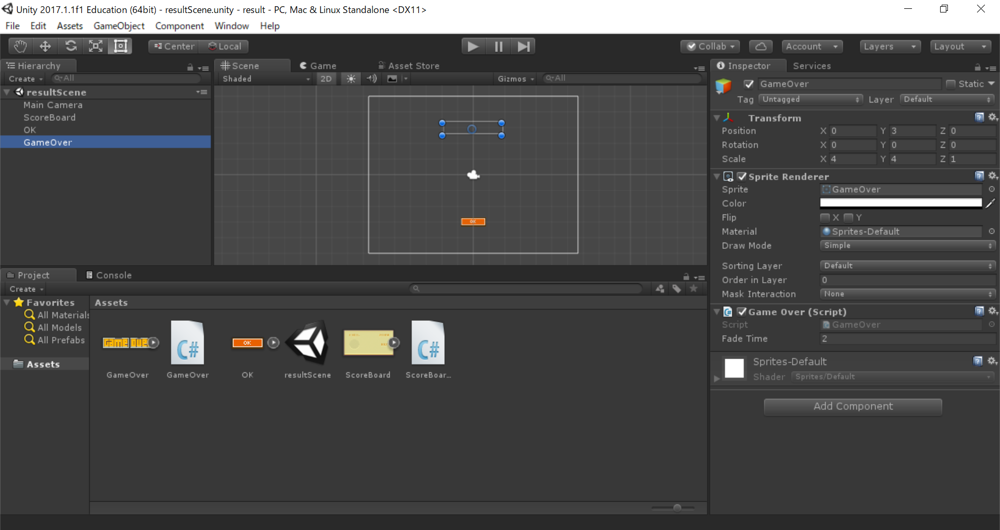 Unity 2017.1.1f1 Education (64bit) - resultScene.unity - result - PC, Mac & Linux Standalone <DX11>
File Edit Assets GameObject Component Window Help
Center Local Collab Account Layers Layout
Hierarchy
Create All
resultScene
Main Camera
ScoreBoard
OK
GameOver
Scene Game Asset Store
Shaded 2D Gizmos All
OK
Project Console
Create
Favorites
All Materials
All Models
All Prefabs
Assets
Assets
GAME OVE
C#
OK
C#
GameOver GameOver OK resultScene ScoreBoard ScoreBoar...
Inspector Services
GameOver Static
Tag Untagged Layer Default
Transform
Position X 0 Y 3 Z 0
Rotation X 0 Y 0 Z 0
Scale X 4 Y 4 Z 1
Sprite Renderer
Sprite GameOver
Color
Flip X Y
Material Sprites-Default
Draw Mode Simple
Sorting Layer Default
Order in Layer 0
Mask Interaction None
Game Over (Script)
Script GameOver
Fade Time 2
Sprites-Default
Shader Sprites/Default
Add Component